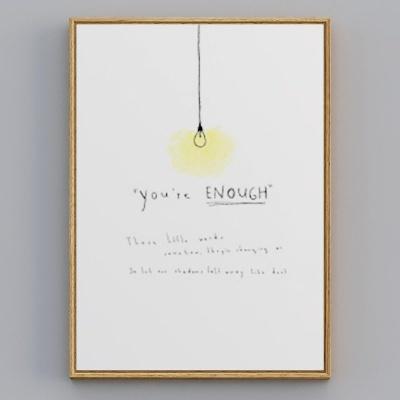 "you're ENOUGH"
These little words
somehow, they're changing us
So let our shadows fall away like dust